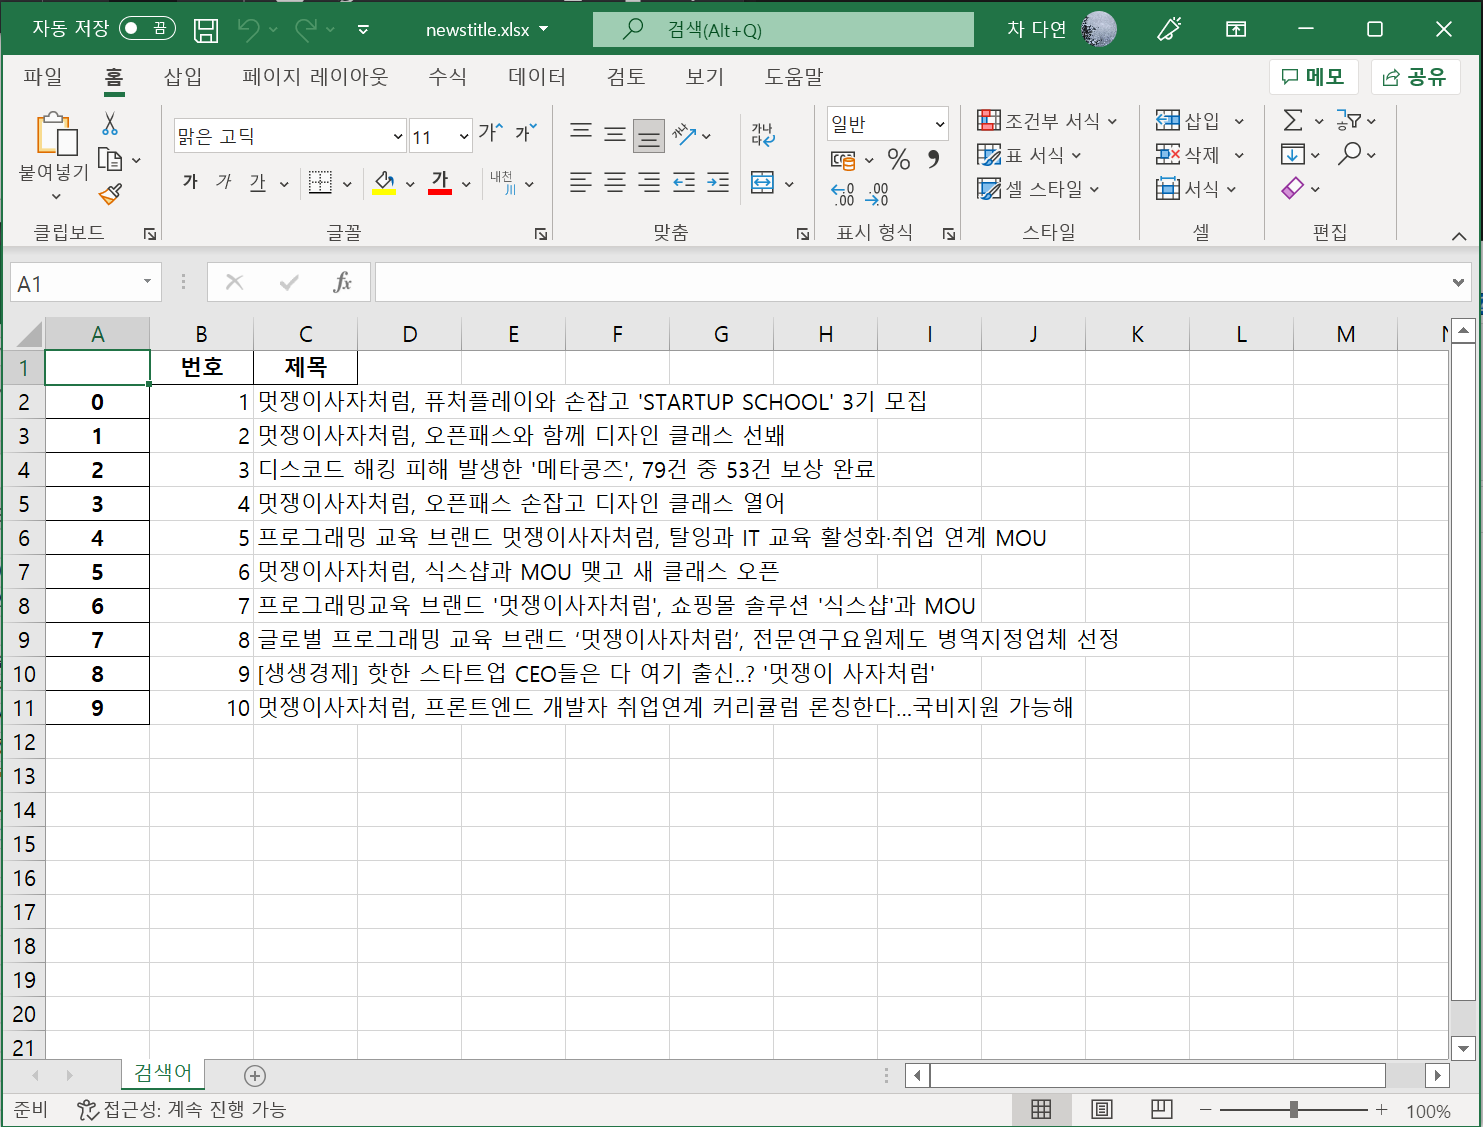 자동 저장 끔 newstitle.xlsx 검색(Alt+Q) 차 다연
파일 홈 삽입 페이지 레이아웃 수식 데이터 검토 보기 도움말 메모 공유
붙여넣기
맑은 고딕 11 가 가
가 가 가 가 내천
가나
다
일반
% 9
.00 .00
조건부 서식
표 서식
셀 스타일
삽입
삭제
서식
클립보드 글꼴 맞춤 표시 형식 스타일 셀 편집
A1 fx
A B C D E F G H I J K L M
1 번호 제목
2 0 1 멋쟁이사자처럼, 퓨처플레이와 손잡고 'STARTUP SCHOOL' 3기 모집
3 1 2 멋쟁이사자처럼, 오픈패스와 함께 디자인 클래스 선봬
4 2 3 디스코드 해킹 피해 발생한 '메타콩즈', 79건 중 53건 보상 완료
5 3 4 멋쟁이사자처럼, 오픈패스 손잡고 디자인 클래스 열어
6 4 5 프로그래밍 교육 브랜드 멋쟁이사자처럼, 탈잉과 IT 교육 활성화·취업 연계 MOU
7 5 6 멋쟁이사자처럼, 식스샵과 MOU 맺고 새 클래스 오픈
8 6 7 프로그래밍교육 브랜드 '멋쟁이사자처럼', 쇼핑몰 솔루션 '식스샵'과 MOU
9 7 8 글로벌 프로그래밍 교육 브랜드 ‘멋쟁이사자처럼’, 전문연구요원제도 병역지정업체 선정
10 8 9 [생생경제] 핫한 스타트업 CEO들은 다 여기 출신..? '멋쟁이 사자처럼'
11 9 10 멋쟁이사자처럼, 프론트엔드 개발자 취업연계 커리큘럼 론칭한다...국비지원 가능해
12
13
14
15
16
17
18
19
20
21
검색어
준비 접근성: 계속 진행 가능 100%